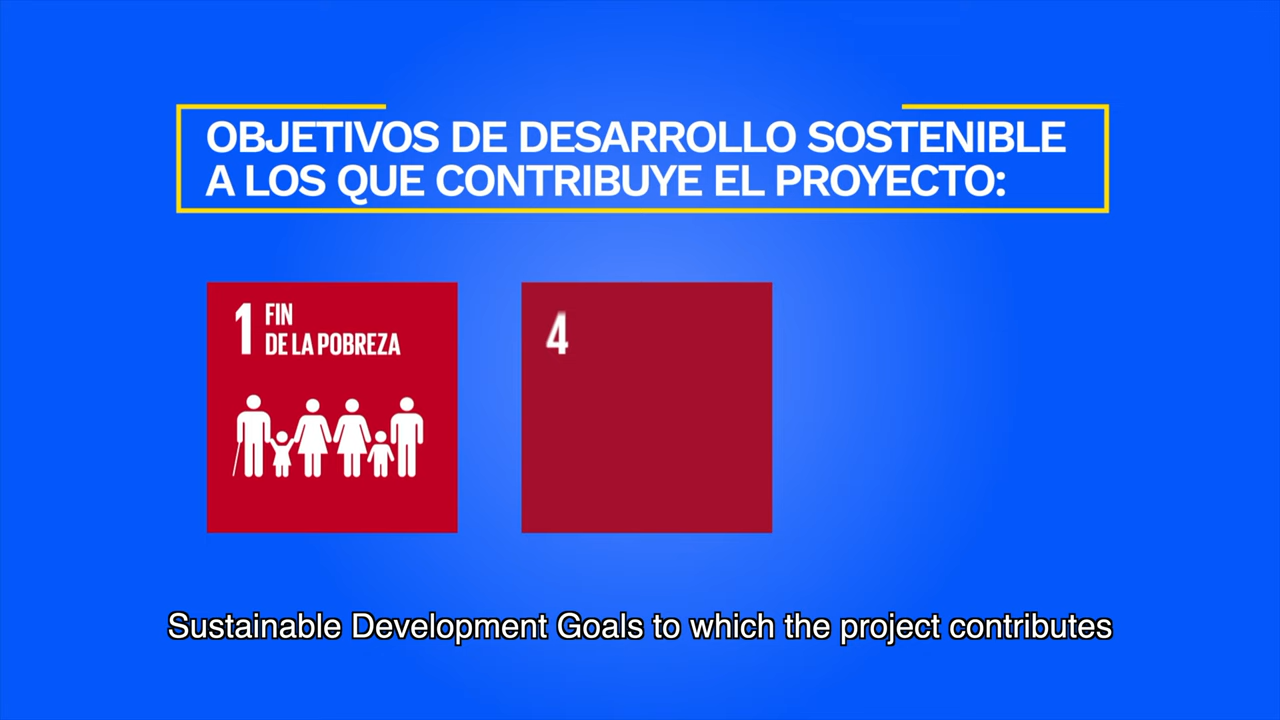 OBJETIVOS DE DESARROLLO SOSTENIBLE
A LOS QUE CONTRIBUYE EL PROYECTO:
1 FIN
DE LA POBREZA
4
Sustainable Development Goals to which the project contributes